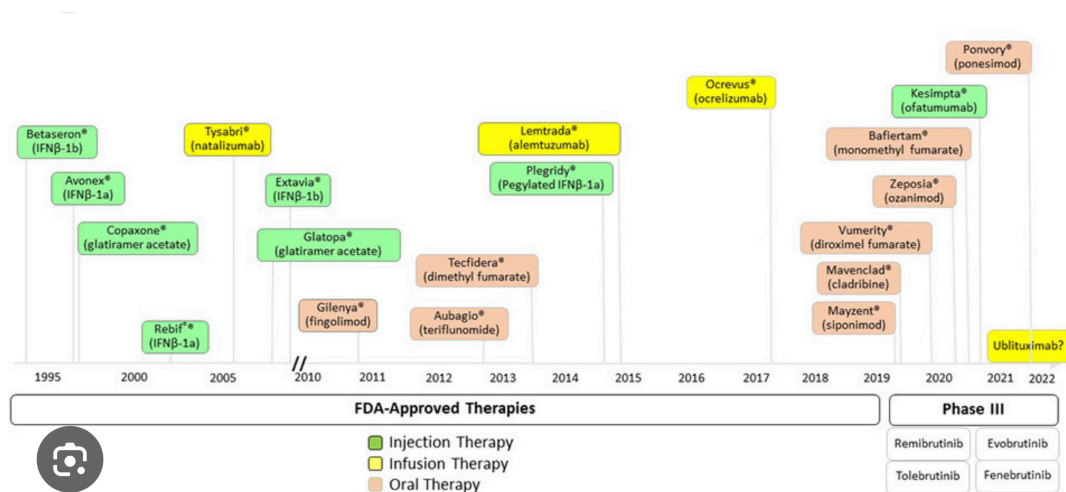 Ponvory®
(ponesimod)
Ocrevus®
(ocrelizumab)
Kesimpta®
(ofatumumab)
Betaseron®
(IFNβ-1b)
Tysabri®
(natalizumab)
Lemtrada®
(alemtuzumab)
Bafiertam®
(monomethyl fumarate)
Avonex®
(IFNβ-1a)
Extavia®
(IFNβ-1b)
Plegridy®
(Pegylated IFNβ-1a)
Zeposia®
(ozanimod)
Copaxone®
(glatiramer acetate)
Glatopa®
(glatiramer acetate)
Vumerity®
(diroximel fumarate)
Tecfidera®
(dimethyl fumarate)
Mavenclad®
(cladribine)
Gilenya®
(fingolimod)
Aubagio®
(teriflunomide)
Mayzent®
(siponimod)
Rebif®®
(IFNβ-1a)
Ublituximab?
1995 2000 2005 2010 2011 2012 2013 2014 2015 2016 2017 2018 2019 2020 2021 2022
FDA-Approved Therapies
Phase III
Injection Therapy
Infusion Therapy
Oral Therapy
Remibrutinib Evobrutinib
Tolebrutinib Fenebrutinib